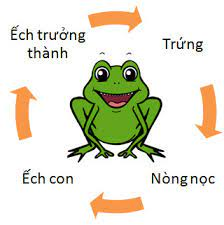 Ếch trưởng
thành
Trứng
Nòng nọc
Ếch con